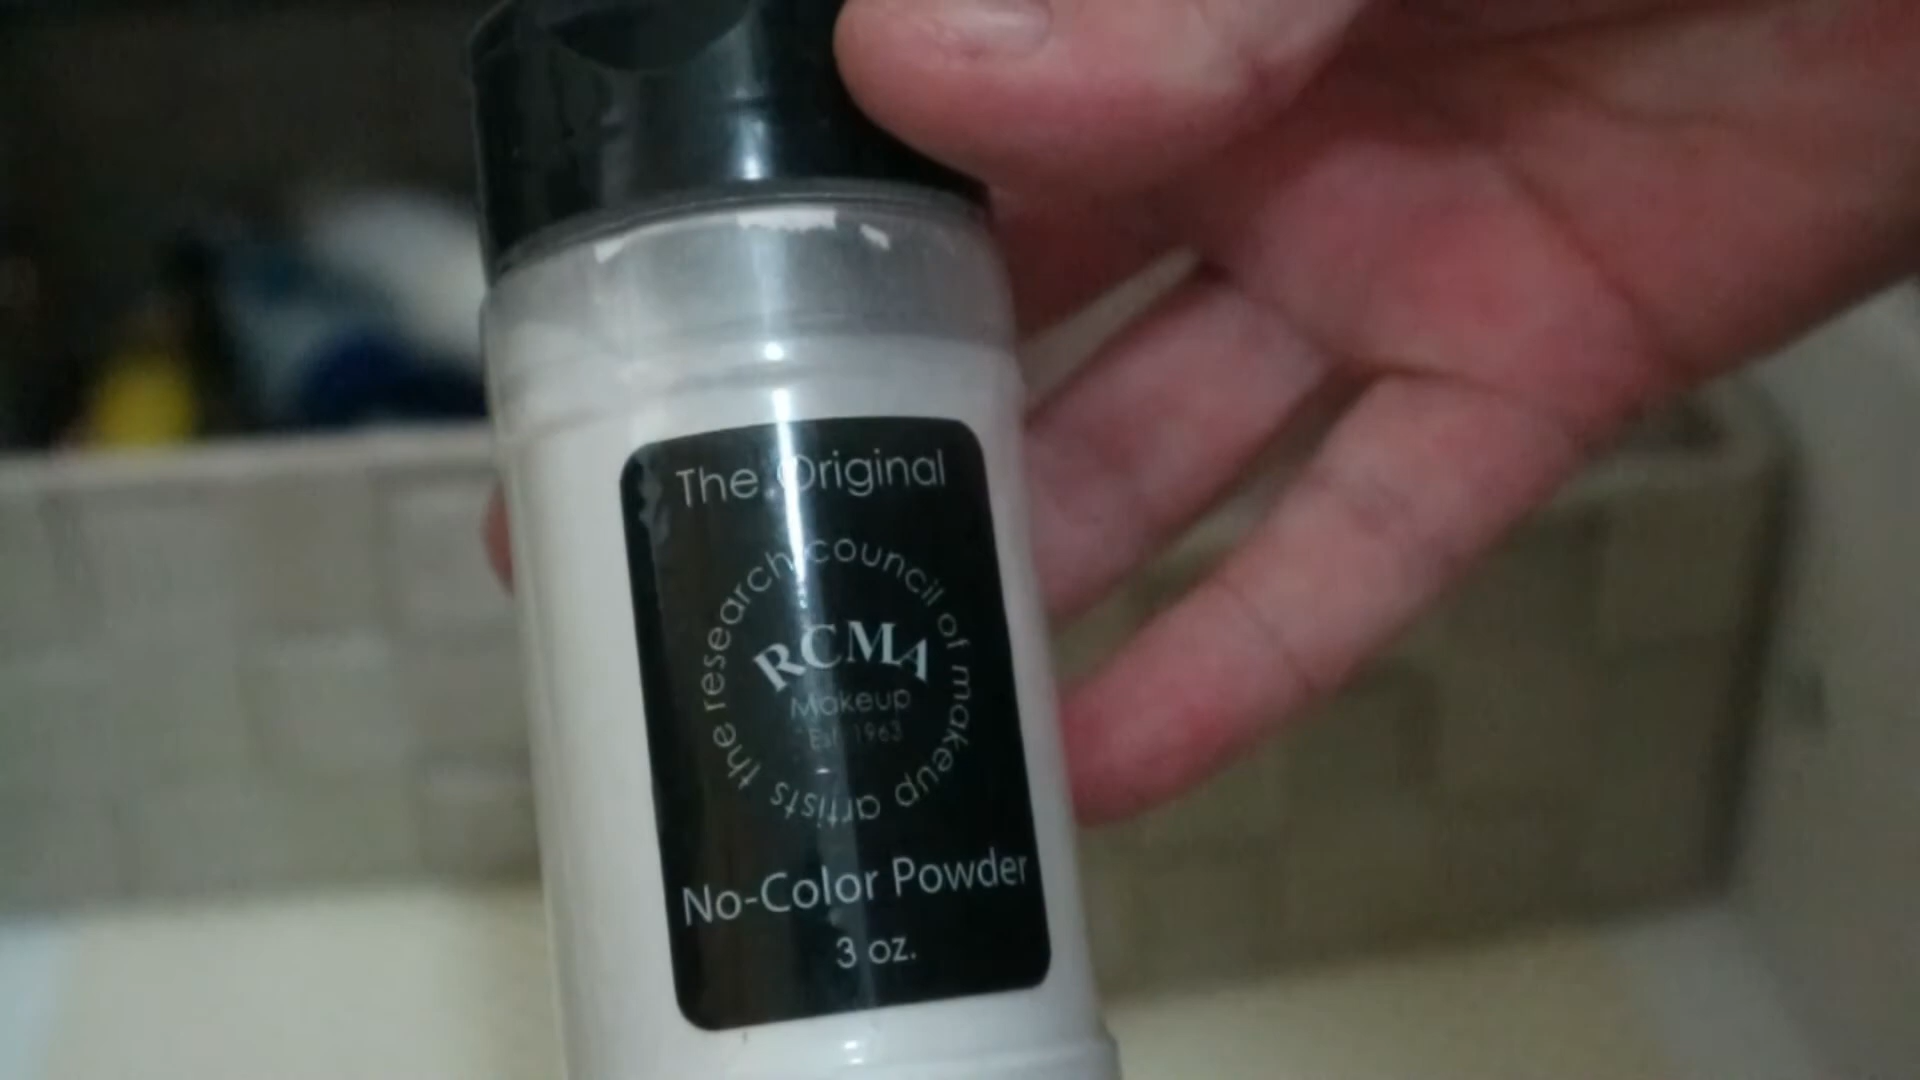 The Original
the research council of makeup artists
RCMA
Makeup
Est 1963
No-Color Powder
3 oz.